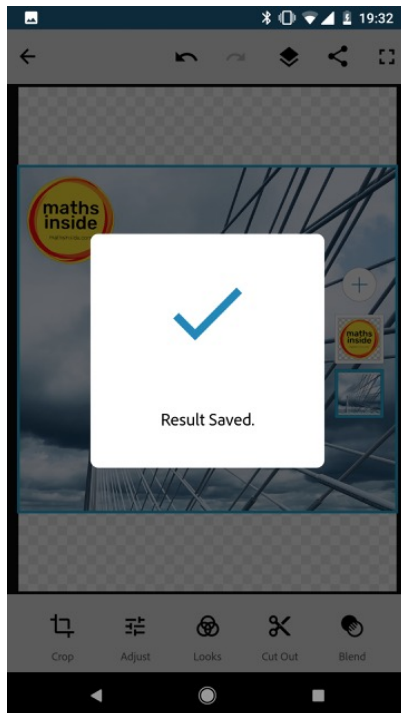 19:32
maths
inside
maths
inside
Result Saved.
Crop Adjust Looks Cut Out Blend